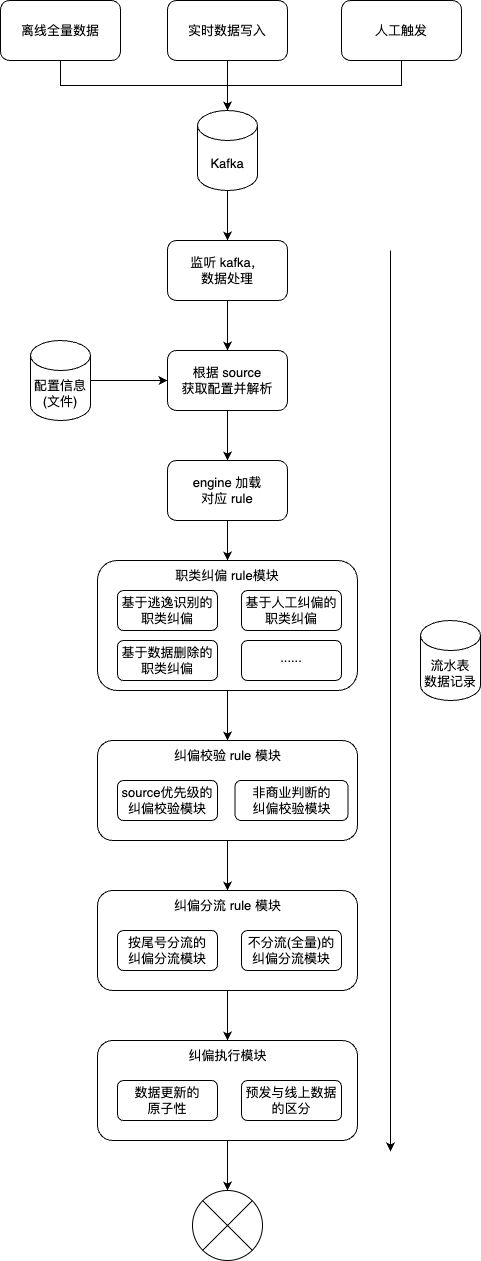 离线全量数据
实时数据写入
人工触发
Kafka
监听 kafka，
数据处理
配置信息
(文件)
根据 source
获取配置并解析
engine 加载
对应 rule
职类纠偏 rule模块
基于逃逸识别的
职类纠偏
基于人工纠偏的
职类纠偏
基于数据删除的
职类纠偏
......
流水表
数据记录
纠偏校验 rule 模块
source优先级的
纠偏校验模块
非商业判断的
纠偏校验模块
纠偏分流 rule 模块
按尾号分流的
纠偏分流模块
不分流(全量)的
纠偏分流模块
纠偏执行模块
数据更新的
原子性
预发与线上数据
的区分